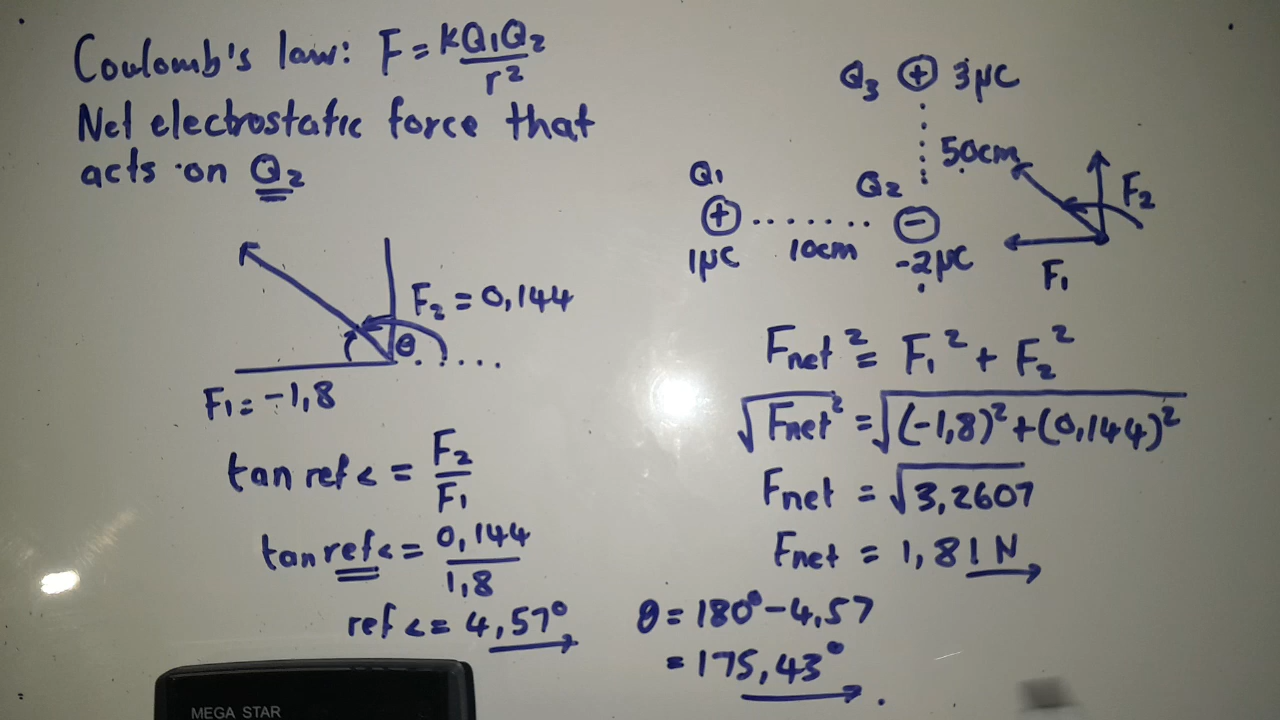 Coulomb's law: F = kQ₁Q₂
r²
Net electrostatic force that
acts on Q₂
Q₃ + 3μC
50cm
Q₁
Q₂
+
−
1μC
10cm
-2μC
F₂
F₁
F₂ = 0,144
θ
F₁ = -1,8
tan ref < = F₂
F₁
tan ref < = 0,144
1,8
ref < = 4,57°
Fnet² = F₁² + F₂²
√Fnet² = √(-1,8)² + (0,144)²
Fnet = √3,2607
Fnet = 1,81 N
θ = 180° - 4,57
= 175,43°.
MEGA STAR